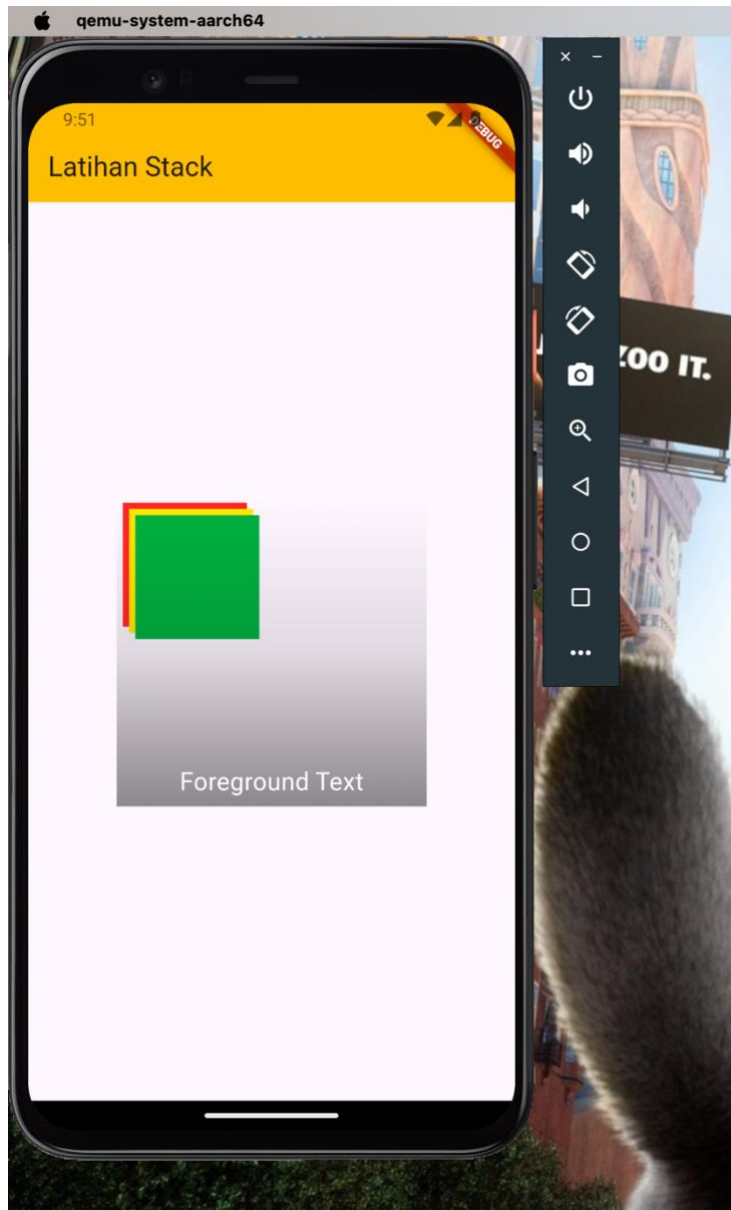 qemu-system-aarch64
9:51
DEBUG
Latihan Stack
ZOO IT.
Foreground Text